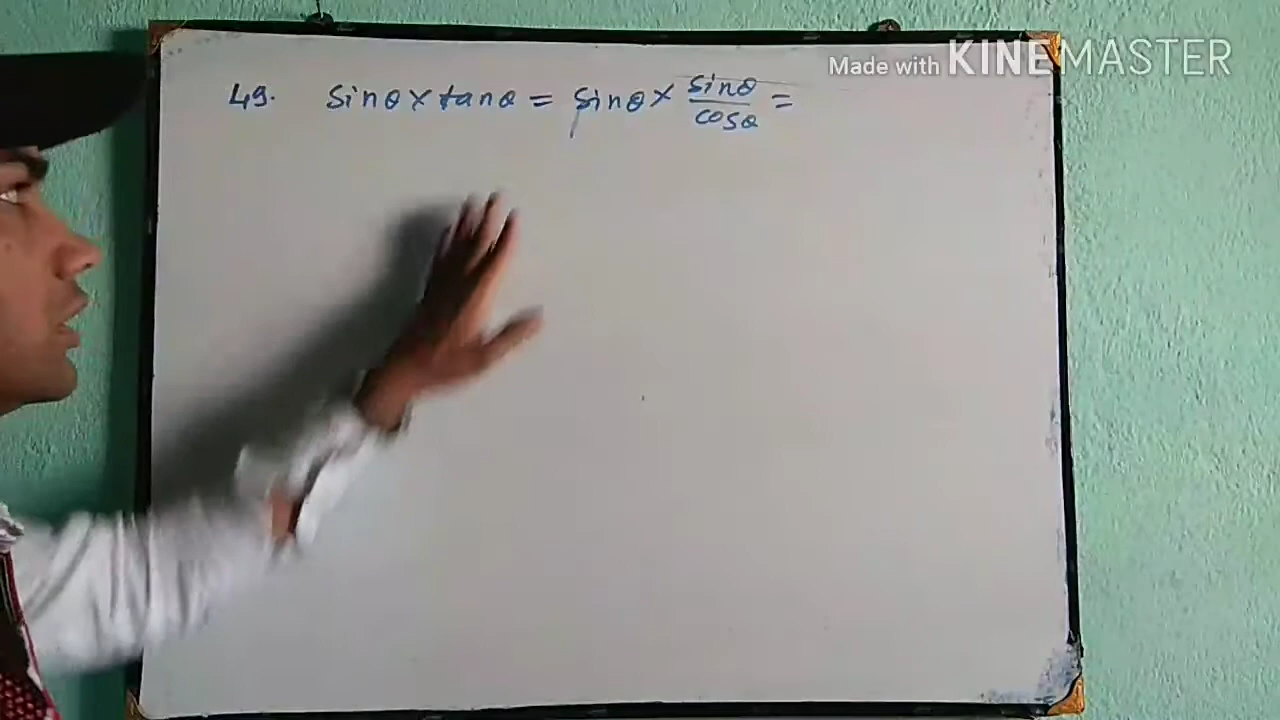 Made with KINEMASTER
49. sinθ × tanθ = sinθ × sinθ/cosθ =